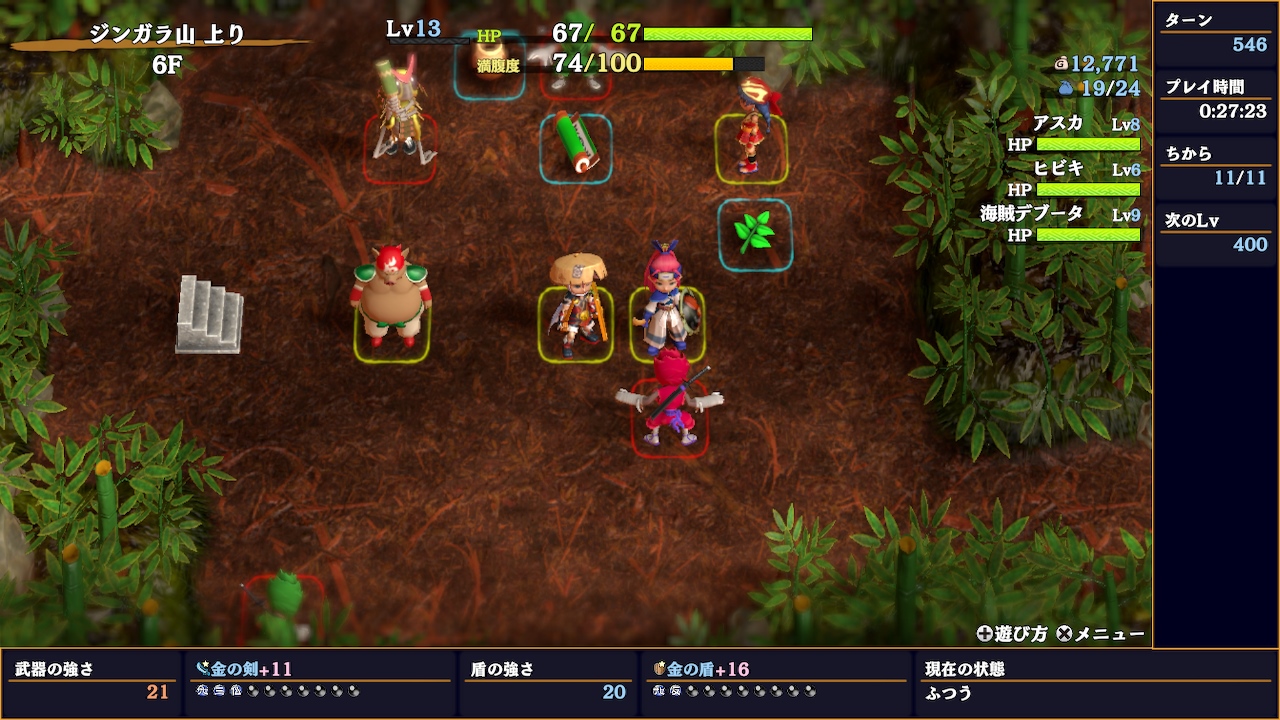 ジンガラ山 上り
6F
Lv13
HP 67/ 67
満腹度 74/100
12,771
19/24
アスカ Lv8
HP
ヒビキ Lv6
HP
海賊デブータ Lv9
HP
ターン
546
プレイ時間
0:27:23
ちから
11/11
次のLv
400
遊び方 メニュー
武器の強さ
21
金の剣+11
盾の強さ
20
金の盾+16
現在の状態
ふつう